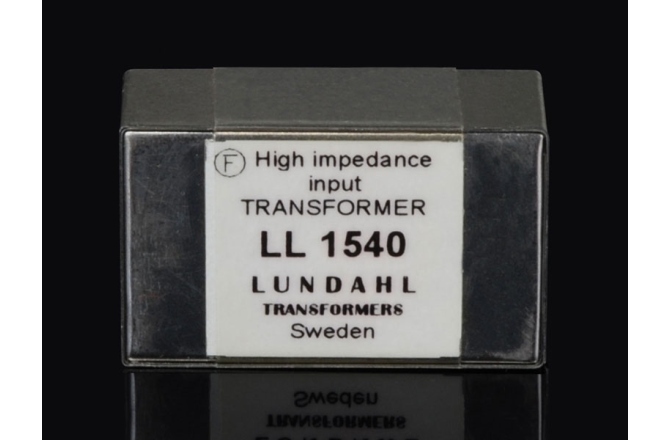 Ⓕ High impedance
input
TRANSFORMER
LL 1540
LUNDAHL
TRANSFORMERS
Sweden